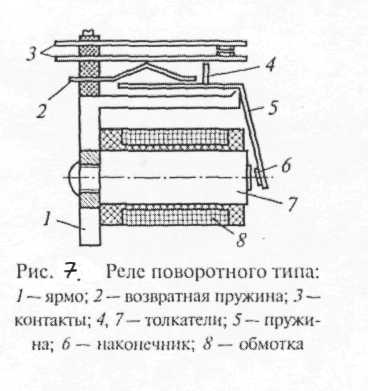 3
2
4
5
6
7
1
8
Рис. 7. Реле поворотного типа:
1 — ярмо; 2 — возвратная пружина; 3 —
контакты; 4, 7 — толкатели; 5 — пружи-
на; 6 — наконечник; 8 — обмотка